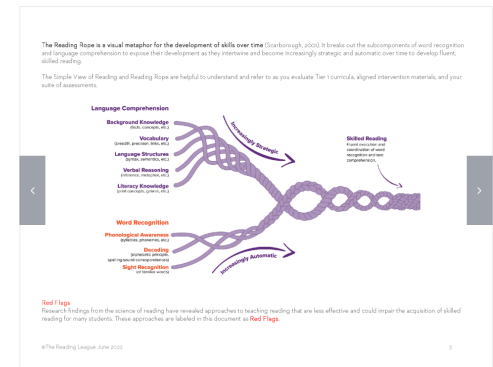 The Reading Rope is a visual metaphor for the development of skills over time (Scarborough, 2001). It breaks out the subcomponents of word recognition
and language comprehension to expose their development as they intertwine and become increasingly strategic and automatic over time to develop fluent,
skilled reading.
The Simple View of Reading and Reading Rope are helpful to understand and refer to as you evaluate Tier 1 curricula, aligned intervention materials, and your
suite of assessments.
Language Comprehension
Background Knowledge
(facts, concepts, etc.)
Vocabulary
(breadth, precision, links, etc.)
Language Structures
(syntax, semantics, etc.)
Verbal Reasoning
(inference, metaphor, etc.)
Literacy Knowledge
(print concepts, genres, etc.)
Increasingly Strategic
Skilled Reading
Fluent execution and
coordination of word
recognition and text
comprehension.
Word Recognition
Phonological Awareness
(syllables, phonemes, etc.)
Decoding
(alphabetic principle,
spelling-sound correspondences)
Sight Recognition
(of familiar words)
Increasingly Automatic
Red Flags
Research findings from the science of reading have revealed approaches to teaching reading that are less effective and could impair the acquisition of skilled
reading for many students. These approaches are labeled in this document as Red Flags.
©The Reading League June 2022